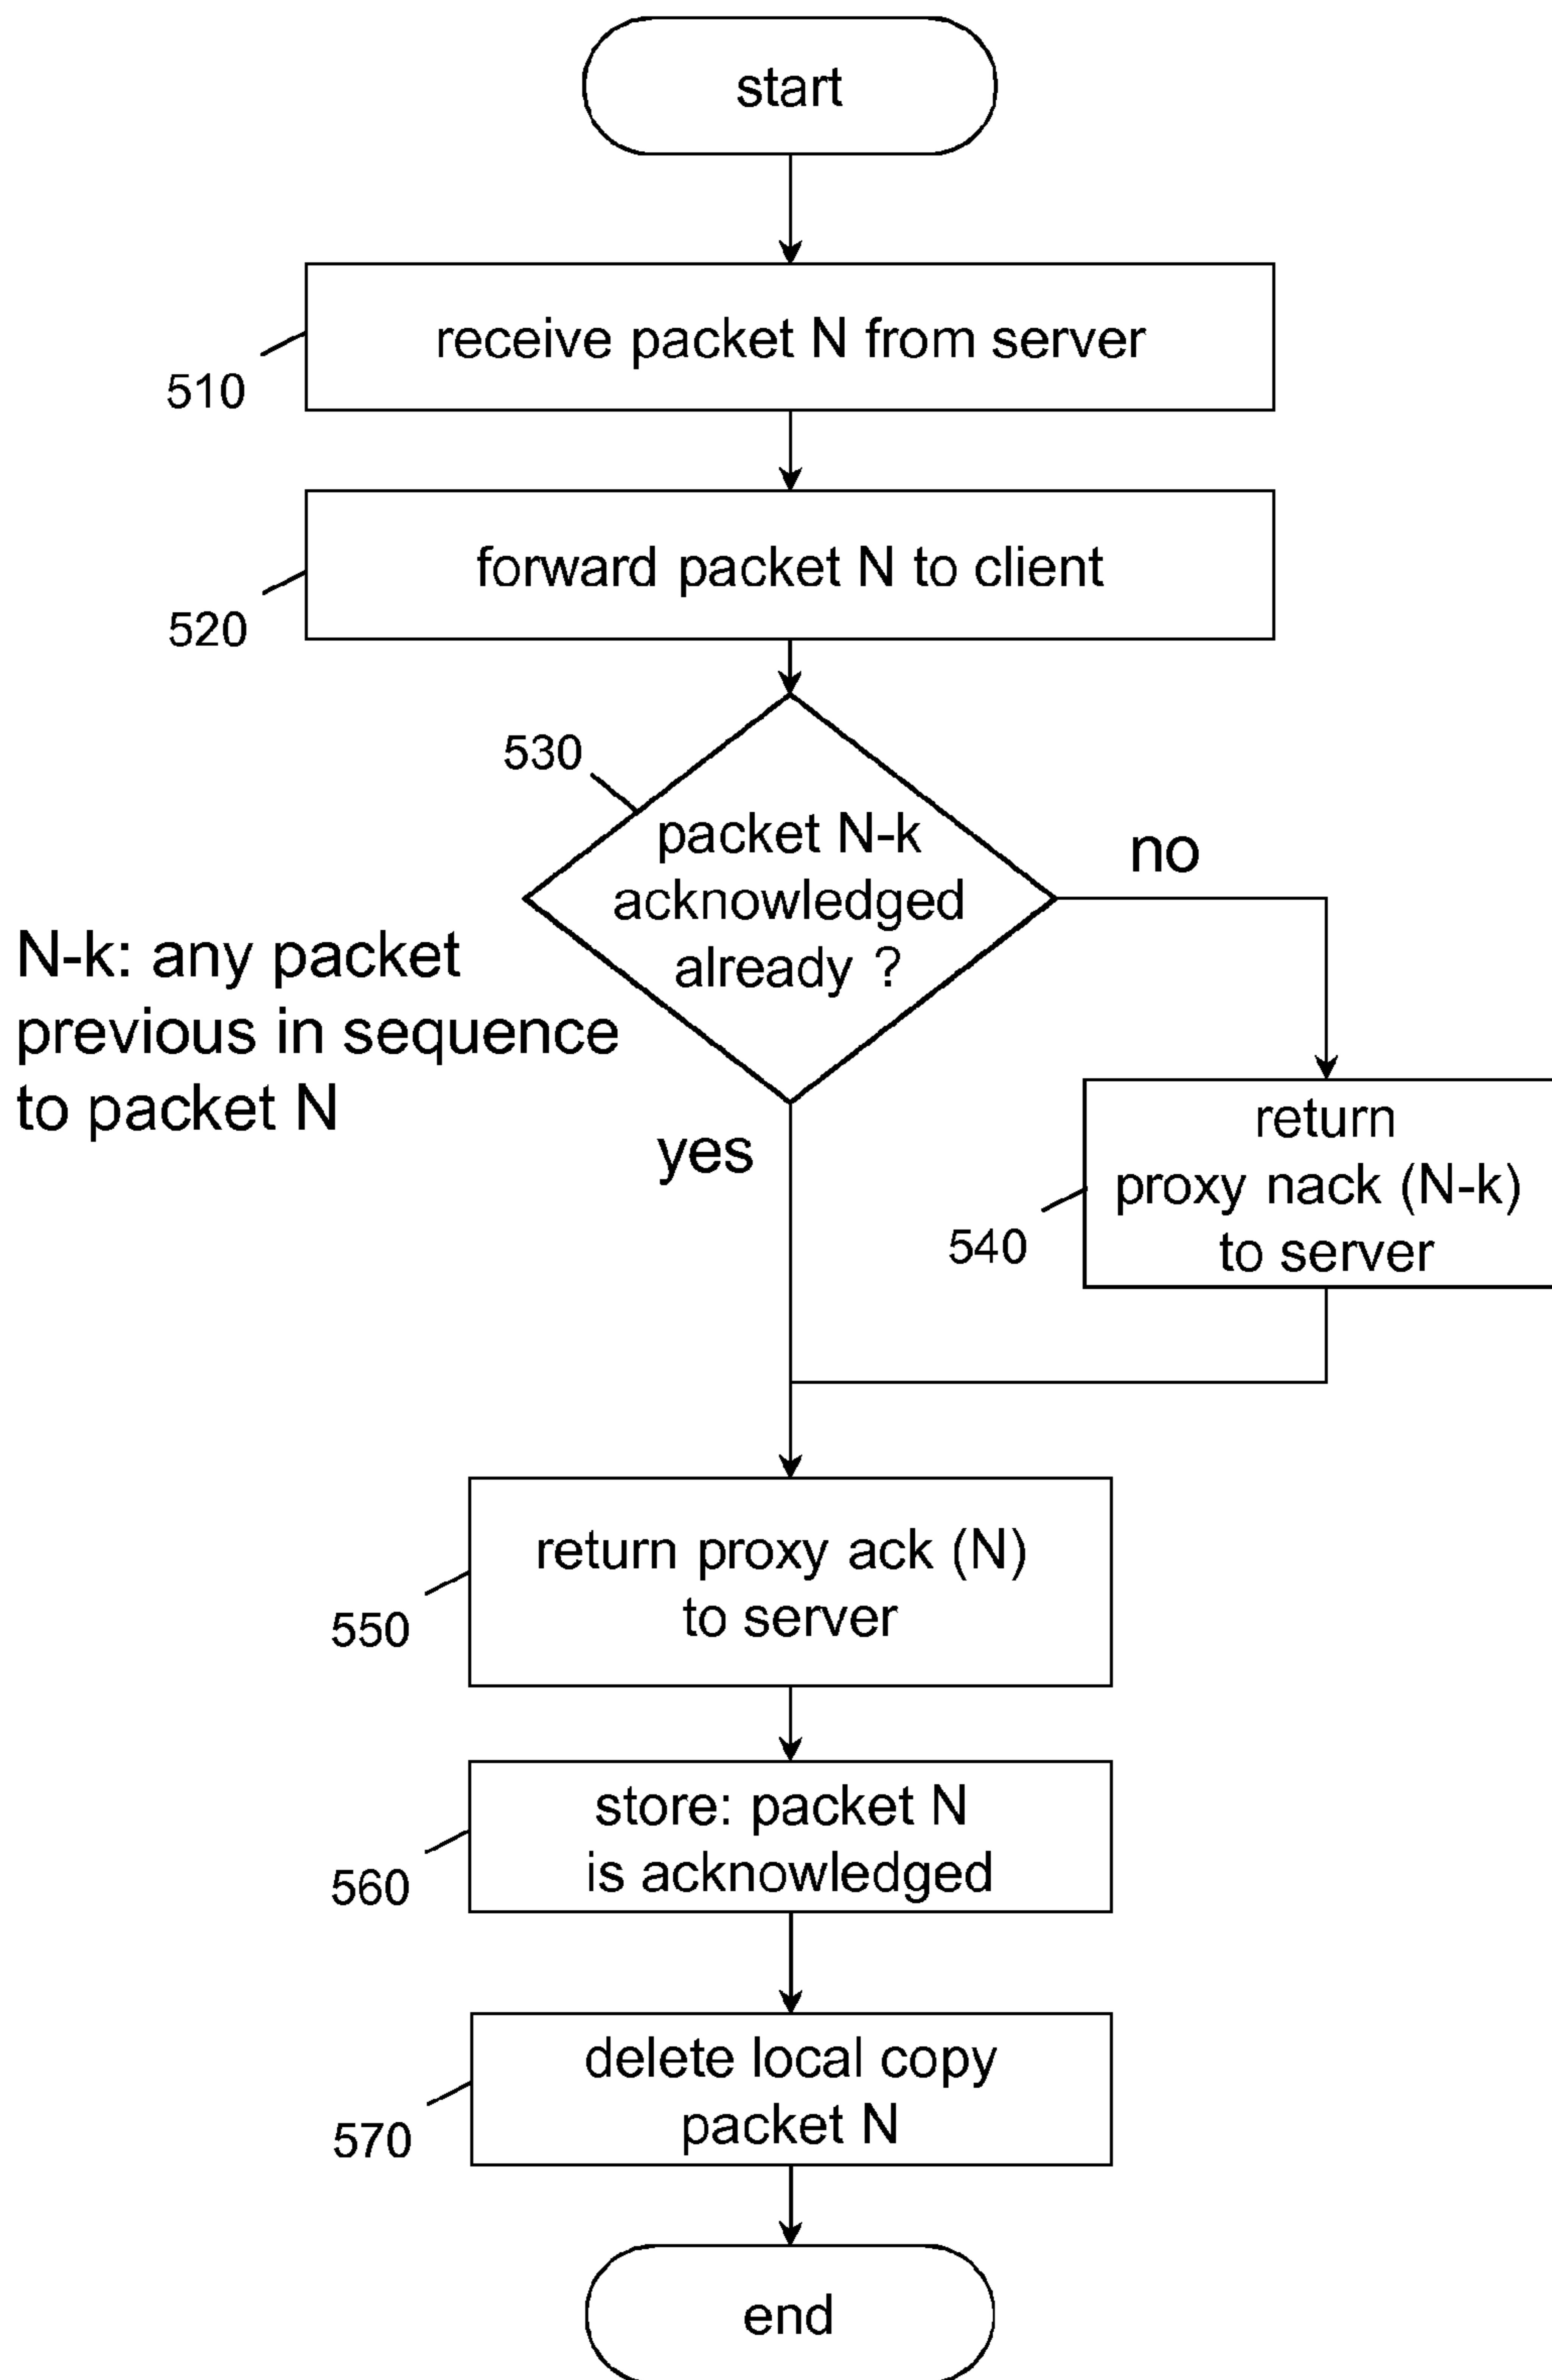 start
receive packet N from server
510
forward packet N to client
520
530
packet N-k
acknowledged
already ?
no
N-k: any packet
previous in sequence
to packet N
yes
return
proxy nack (N-k)
to server
540
return proxy ack (N)
to server
550
store: packet N
is acknowledged
560
delete local copy
packet N
570
end